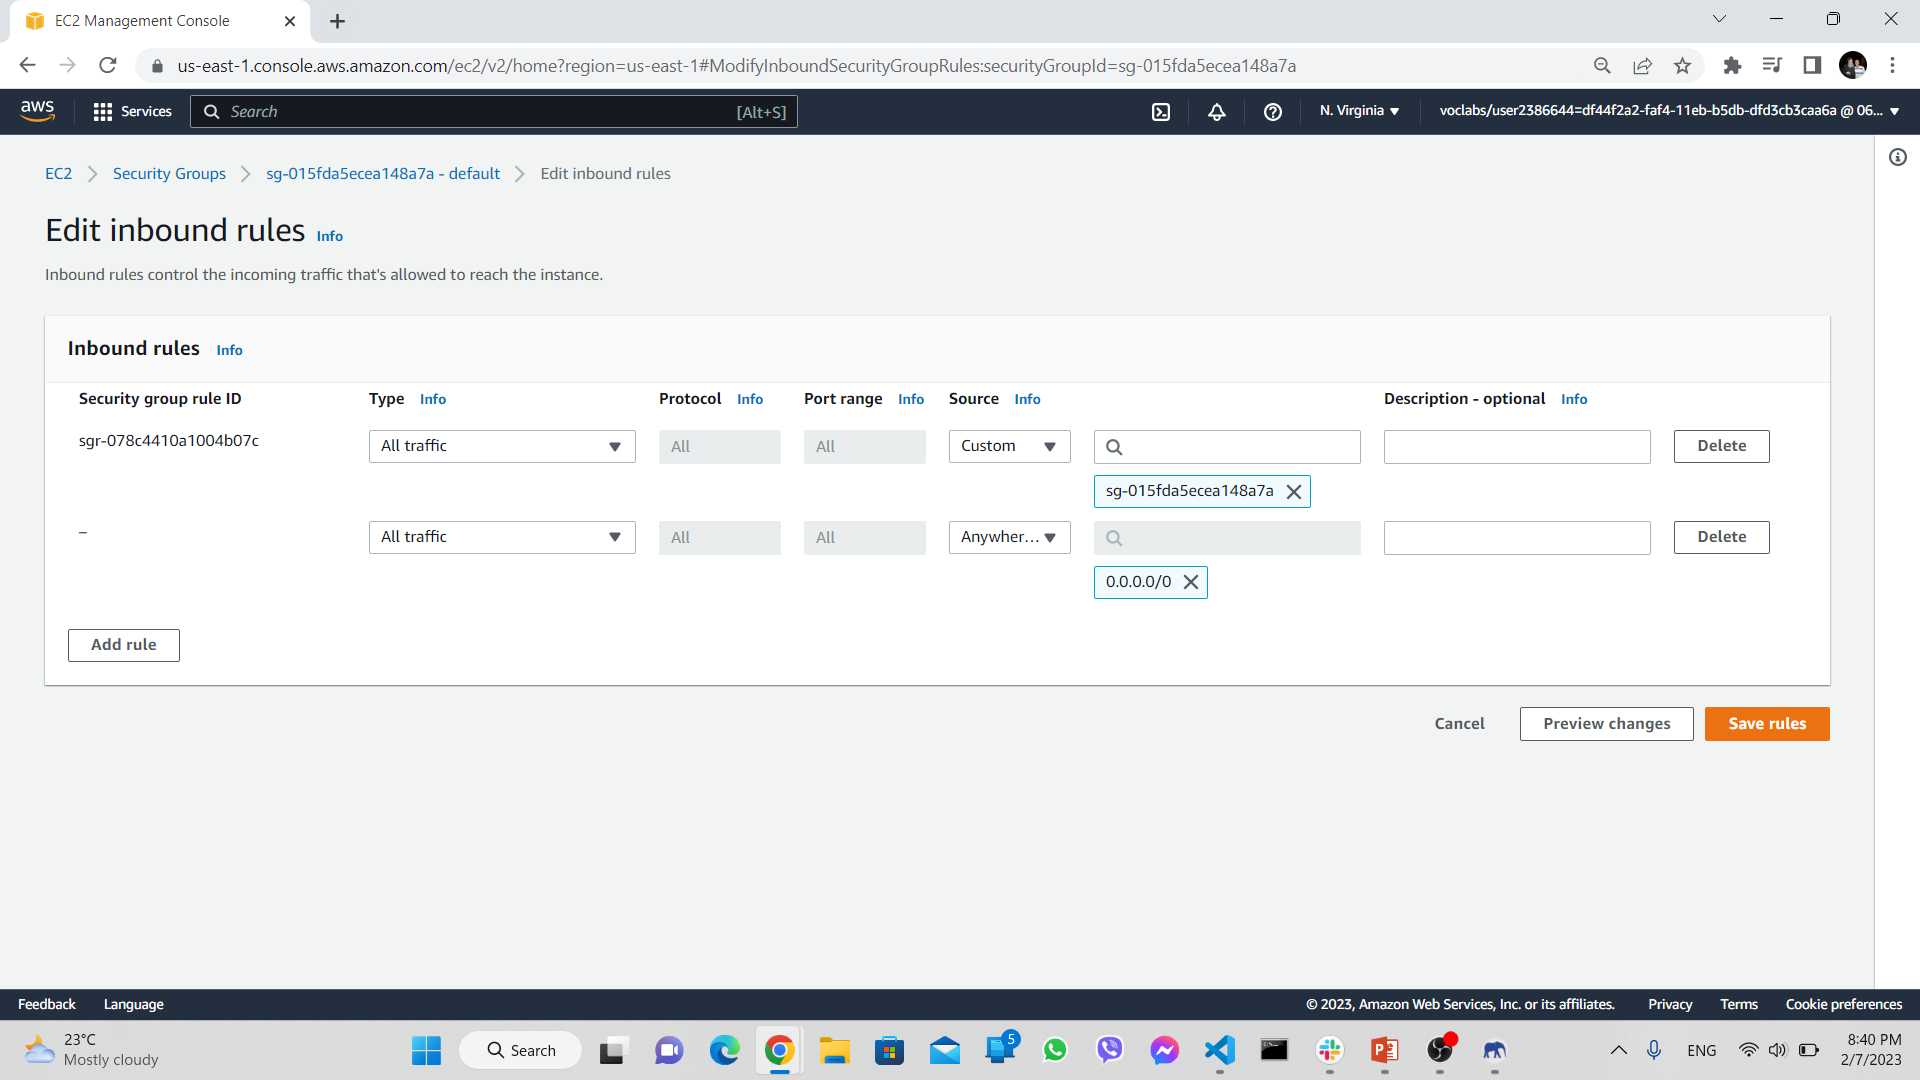 EC2 Management Console
us-east-1.console.aws.amazon.com/ec2/v2/home?region=us-east-1#ModifyInboundSecurityGroupRules:securityGroupId=sg-015fda5ecea148a7a
aws Services Search [Alt+S] N. Virginia voclabs/user2386644=df44f2a2-faf4-11eb-b5db-dfd3cb3caa6a @ 06...
EC2 Security Groups sg-015fda5ecea148a7a - default Edit inbound rules
Edit inbound rules Info
Inbound rules control the incoming traffic that's allowed to reach the instance.
Inbound rules Info
Security group rule ID Type Info Protocol Info Port range Info Source Info Description - optional Info
sgr-078c4410a1004b07c All traffic All All Custom Delete
sg-015fda5ecea148a7a
– All traffic All All Anywher... Delete
0.0.0.0/0
Add rule
Cancel Preview changes Save rules
Feedback Language © 2023, Amazon Web Services, Inc. or its affiliates. Privacy Terms Cookie preferences
23°C
Mostly cloudy
Search
5
ENG
8:40 PM
2/7/2023